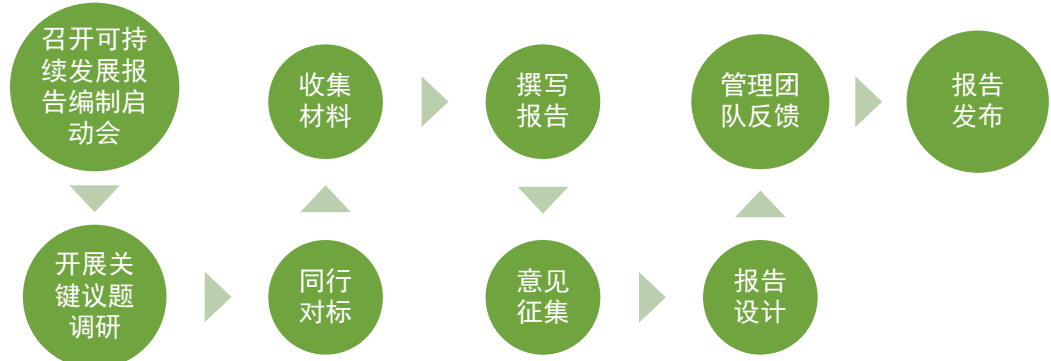 召开可持
续发展报
告编制启
动会
开展关
键议题
调研
同行
对标
收集
材料
撰写
报告
意见
征集
报告
设计
管理团
队反馈
报告
发布